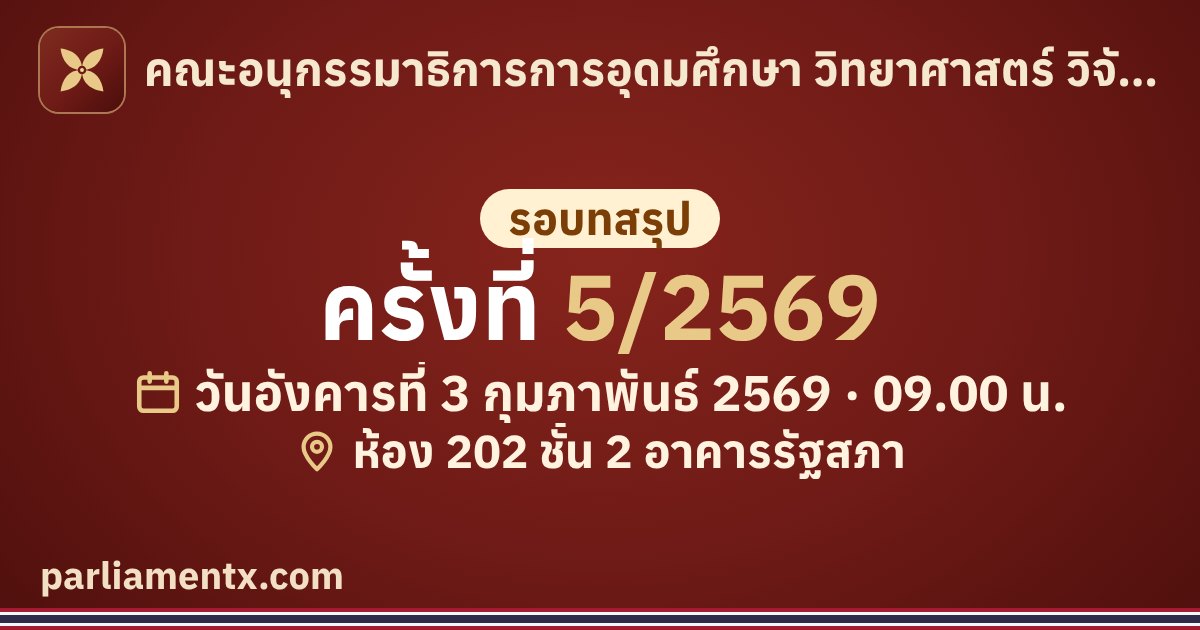 คณะอนุกรรมาธิการการอุดมศึกษา วิทยาศาสตร์ วิจั...
รอบทสรุป
ครั้งที่ 5/2569
วันอังคารที่ 3 กุมภาพันธ์ 2569 · 09.00 น.
ห้อง 202 ชั้น 2 อาคารรัฐสภา
parliamentx.com